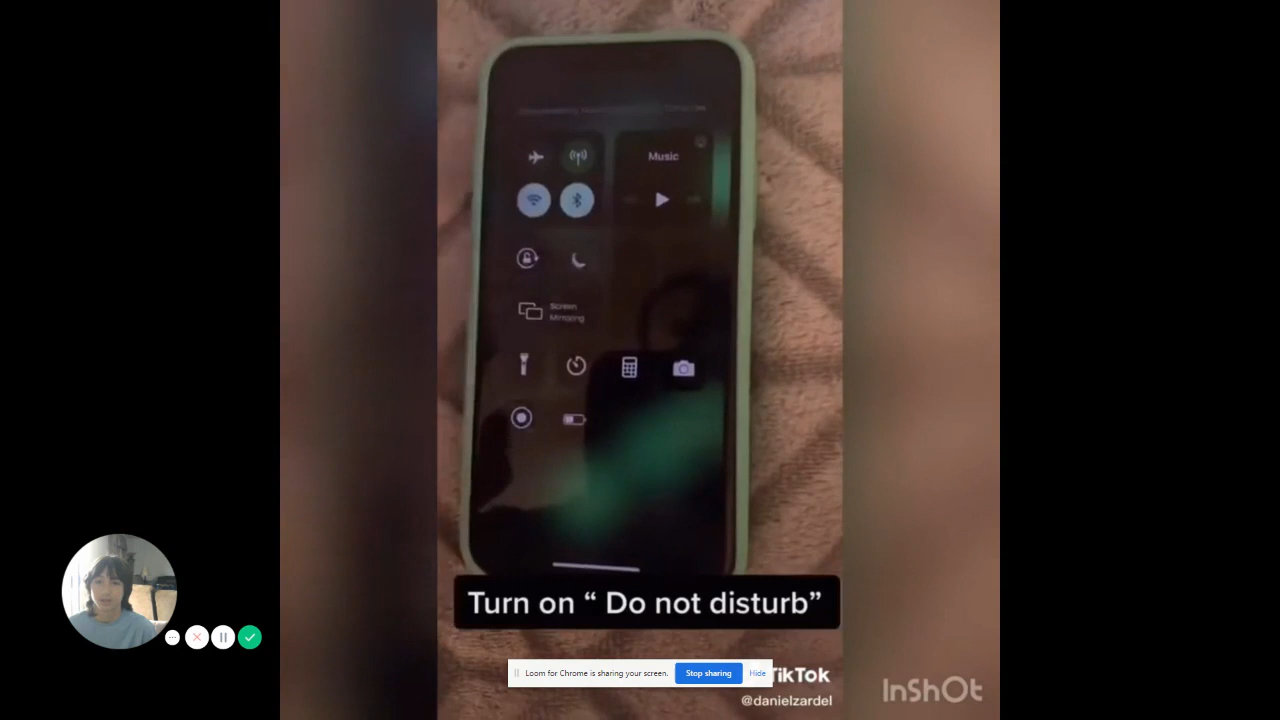 Music
Screen
Mirroring
Turn on “ Do not disturb”
Loom for Chrome is sharing your screen.
Stop sharing
Hide
TikTok
@danielzardel
InShOt